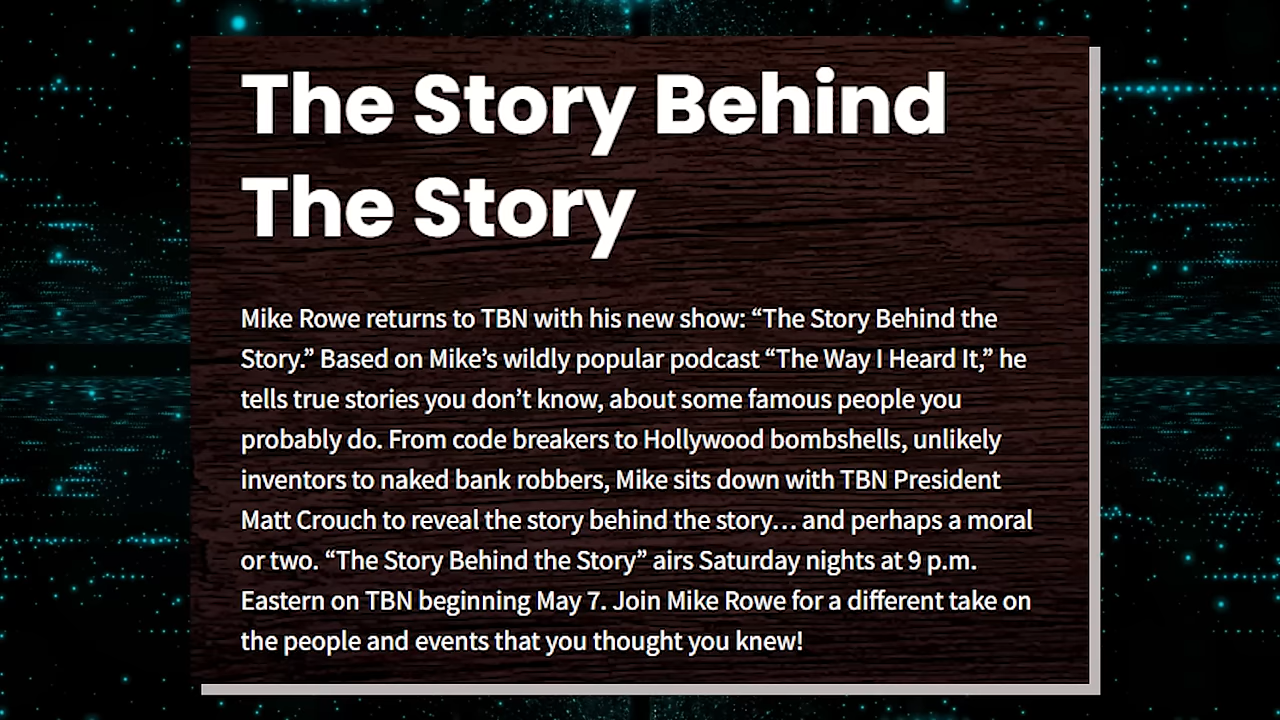 The Story Behind
The Story
Mike Rowe returns to TBN with his new show: “The Story Behind the
Story.” Based on Mike’s wildly popular podcast “The Way I Heard It,” he
tells true stories you don’t know, about some famous people you
probably do. From code breakers to Hollywood bombshells, unlikely
inventors to naked bank robbers, Mike sits down with TBN President
Matt Crouch to reveal the story behind the story… and perhaps a moral
or two. “The Story Behind the Story” airs Saturday nights at 9 p.m.
Eastern on TBN beginning May 7. Join Mike Rowe for a different take on
the people and events that you thought you knew!